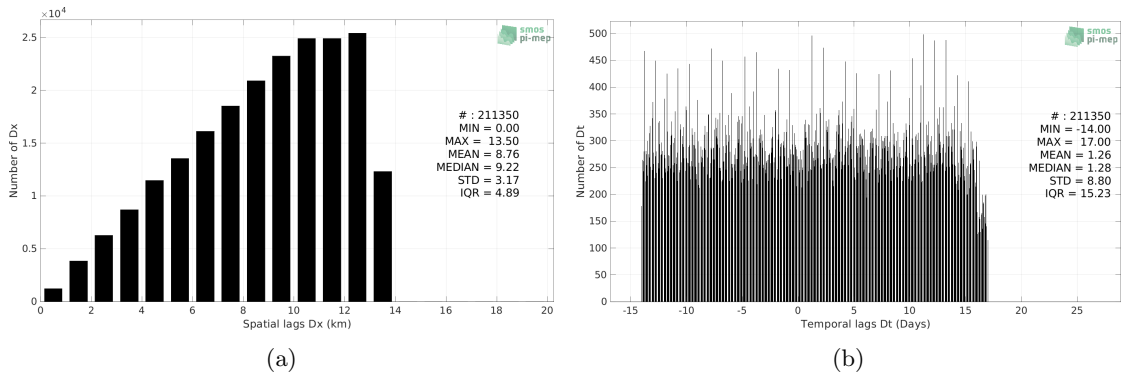 ×10⁴
2.5
2
1.5
1
0.5
0
0 2 4 6 8 10 12 14 16 18 20
Number of Dx
Spatial lags Dx (km)
smos
pi-mep
# : 211350
MIN = 0.00
MAX = 13.50
MEAN = 8.76
MEDIAN = 9.22
STD = 3.17
IQR = 4.89
(a)
500
450
400
350
300
250
200
150
100
50
0
-15 -10 -5 0 5 10 15 20 25
Number of Dt
Temporal lags Dt (Days)
smos
pi-mep
# : 211350
MIN = -14.00
MAX = 17.00
MEAN = 1.26
MEDIAN = 1.28
STD = 8.80
IQR = 15.23
(b)